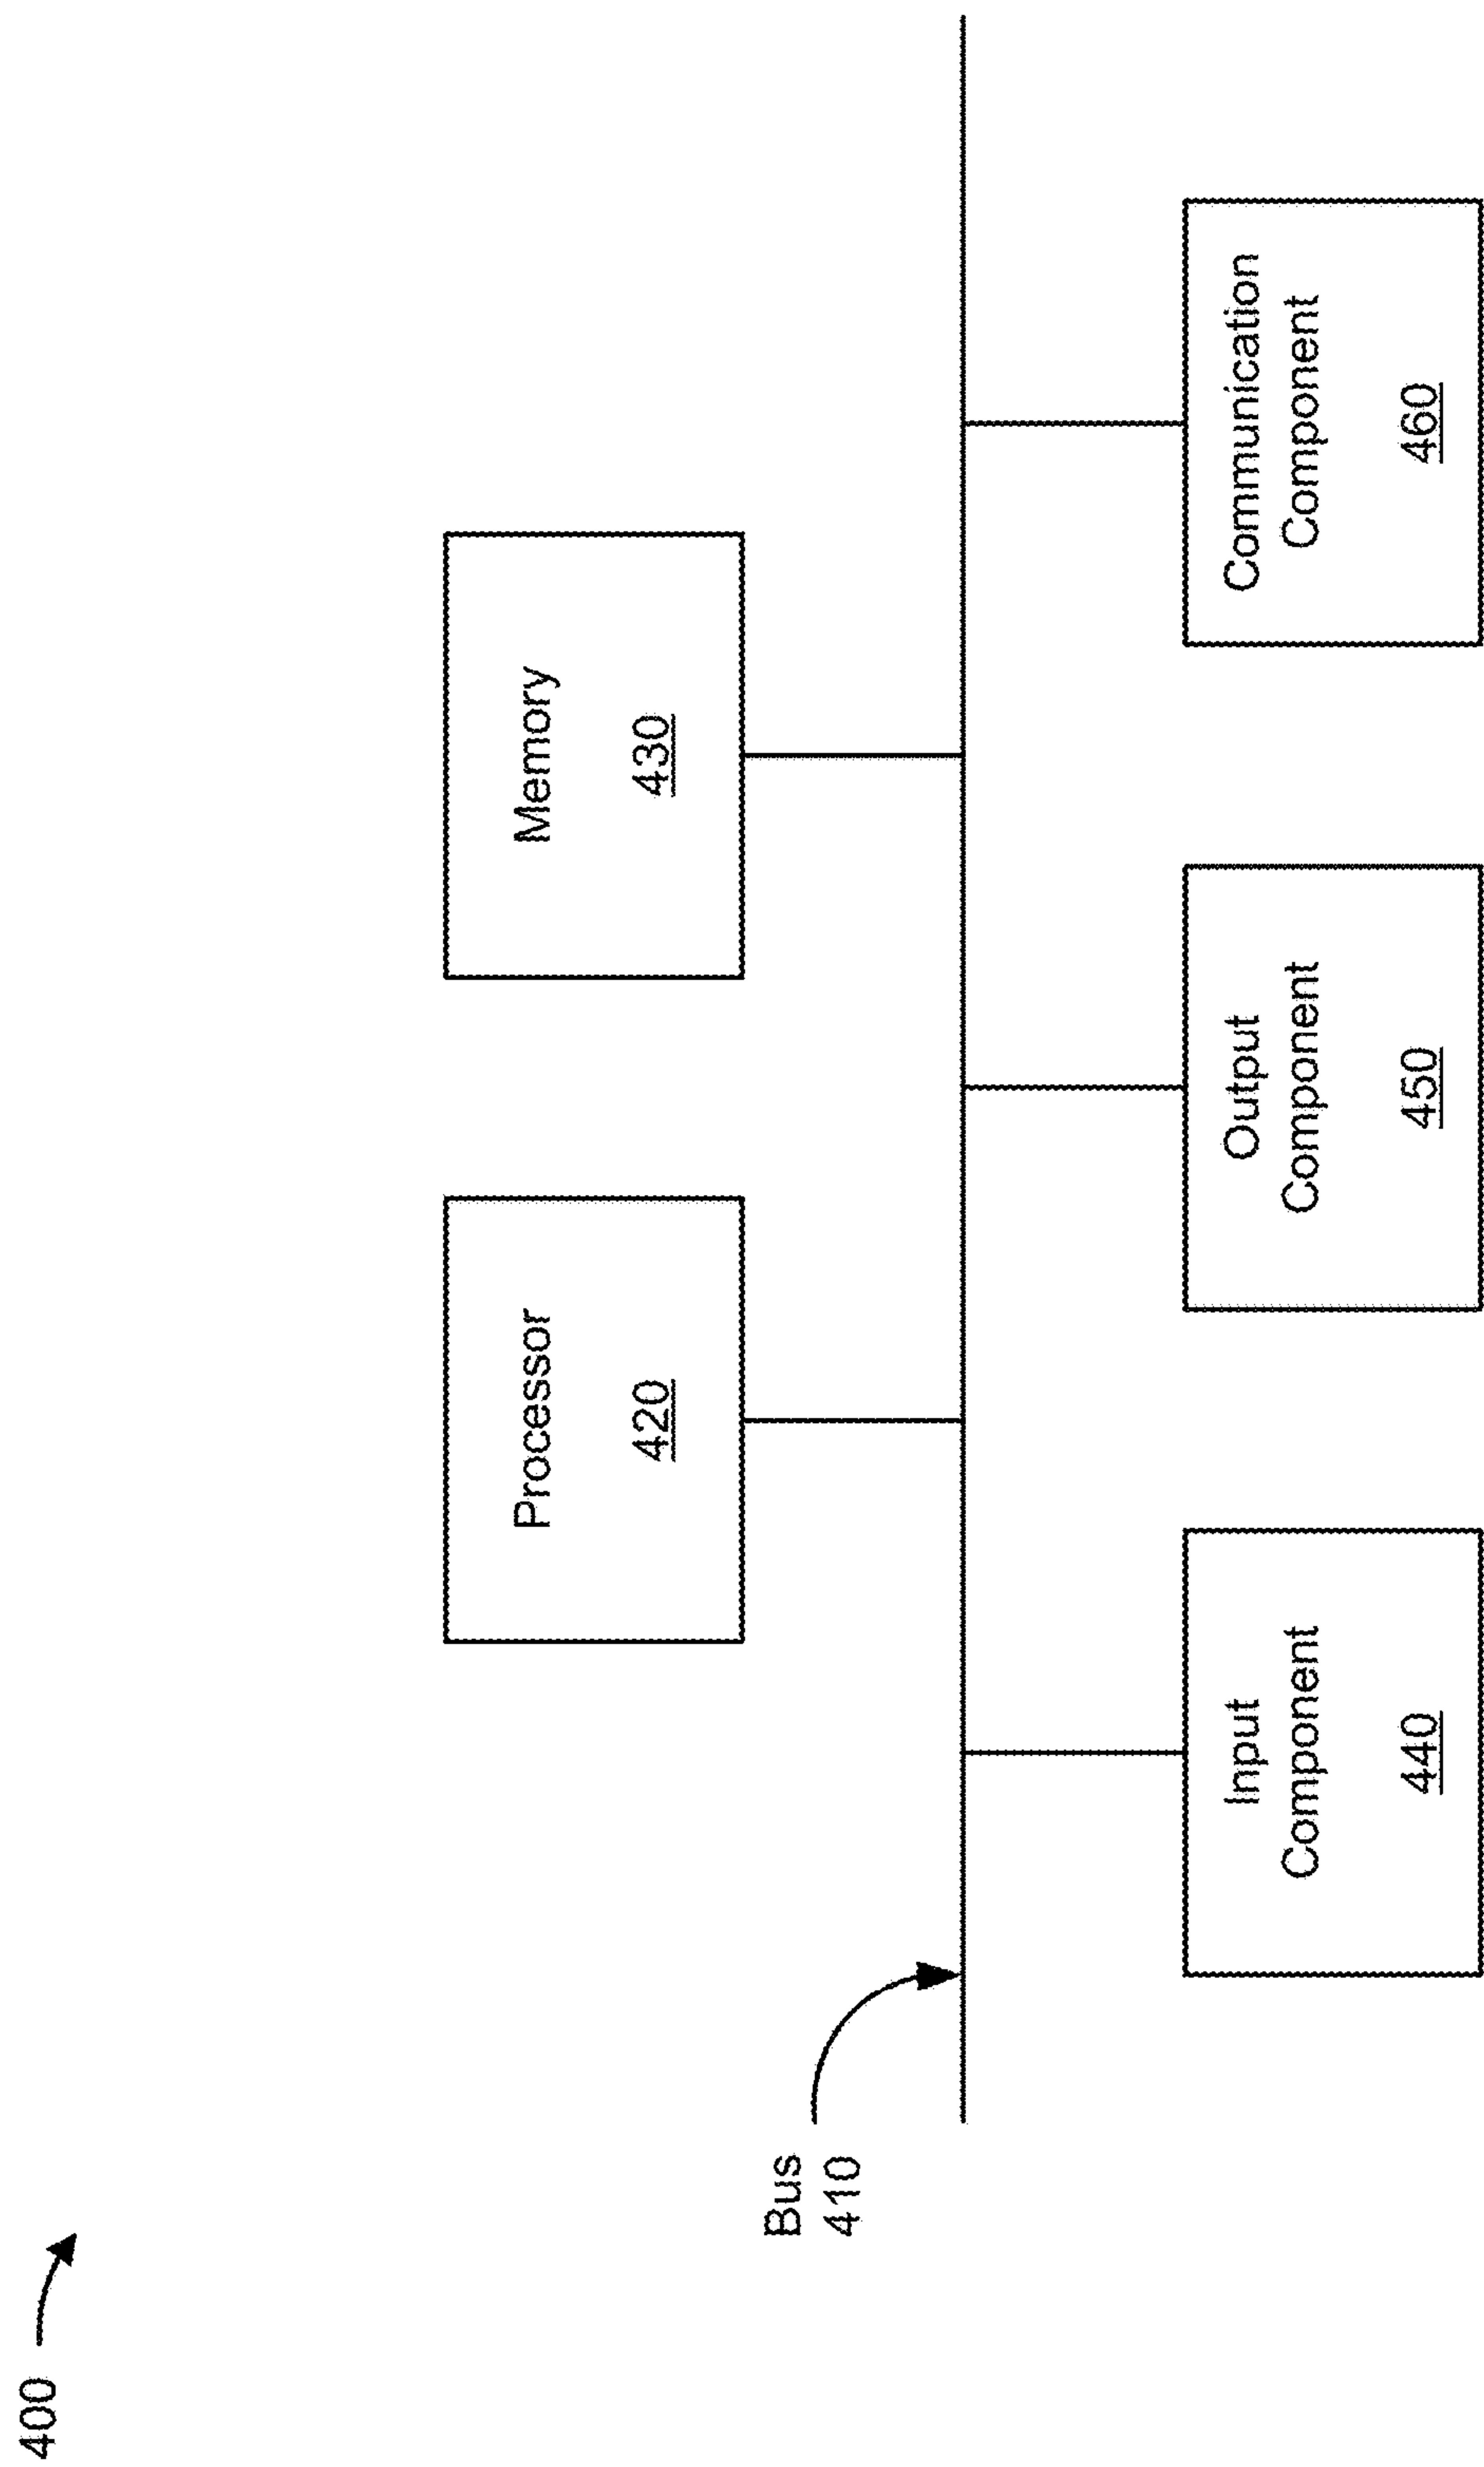 400
Processor
420
Memory
430
Bus
410
Input
Component
440
Output
Component
450
Communication
Component
460